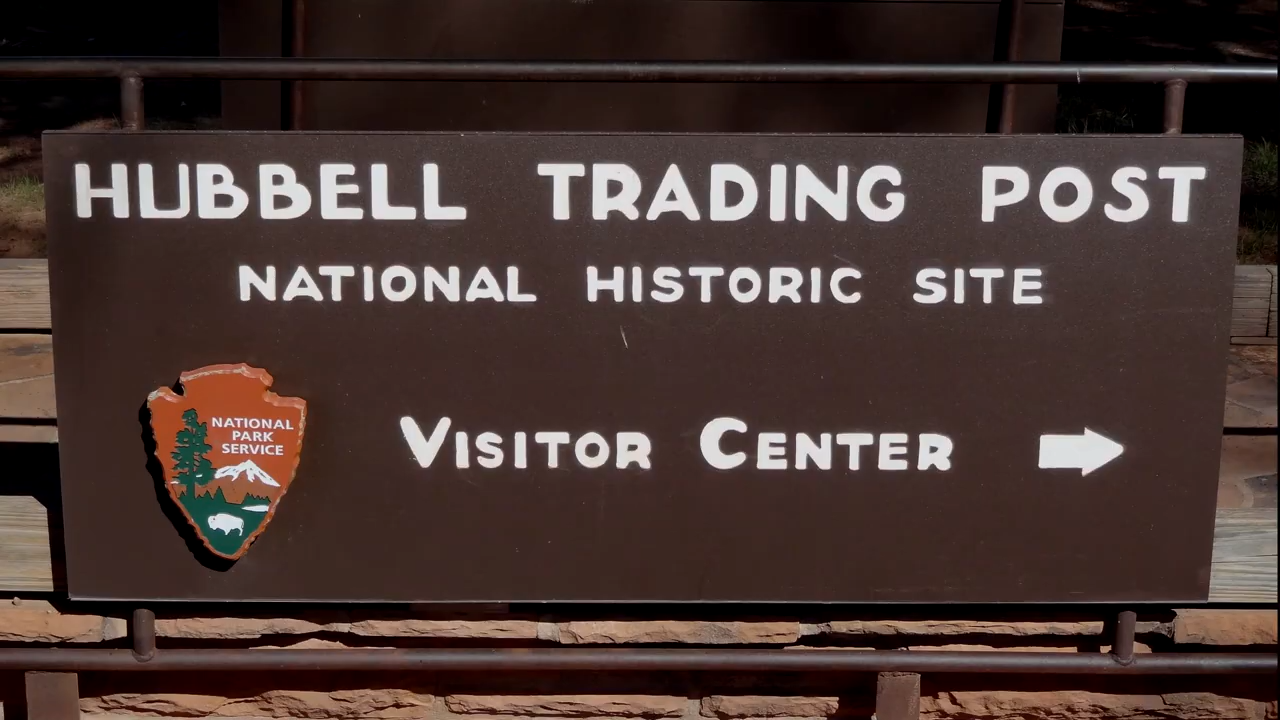 HUBBELL TRADING POST
NATIONAL HISTORIC SITE
NATIONAL
PARK
SERVICE
VISITOR CENTER